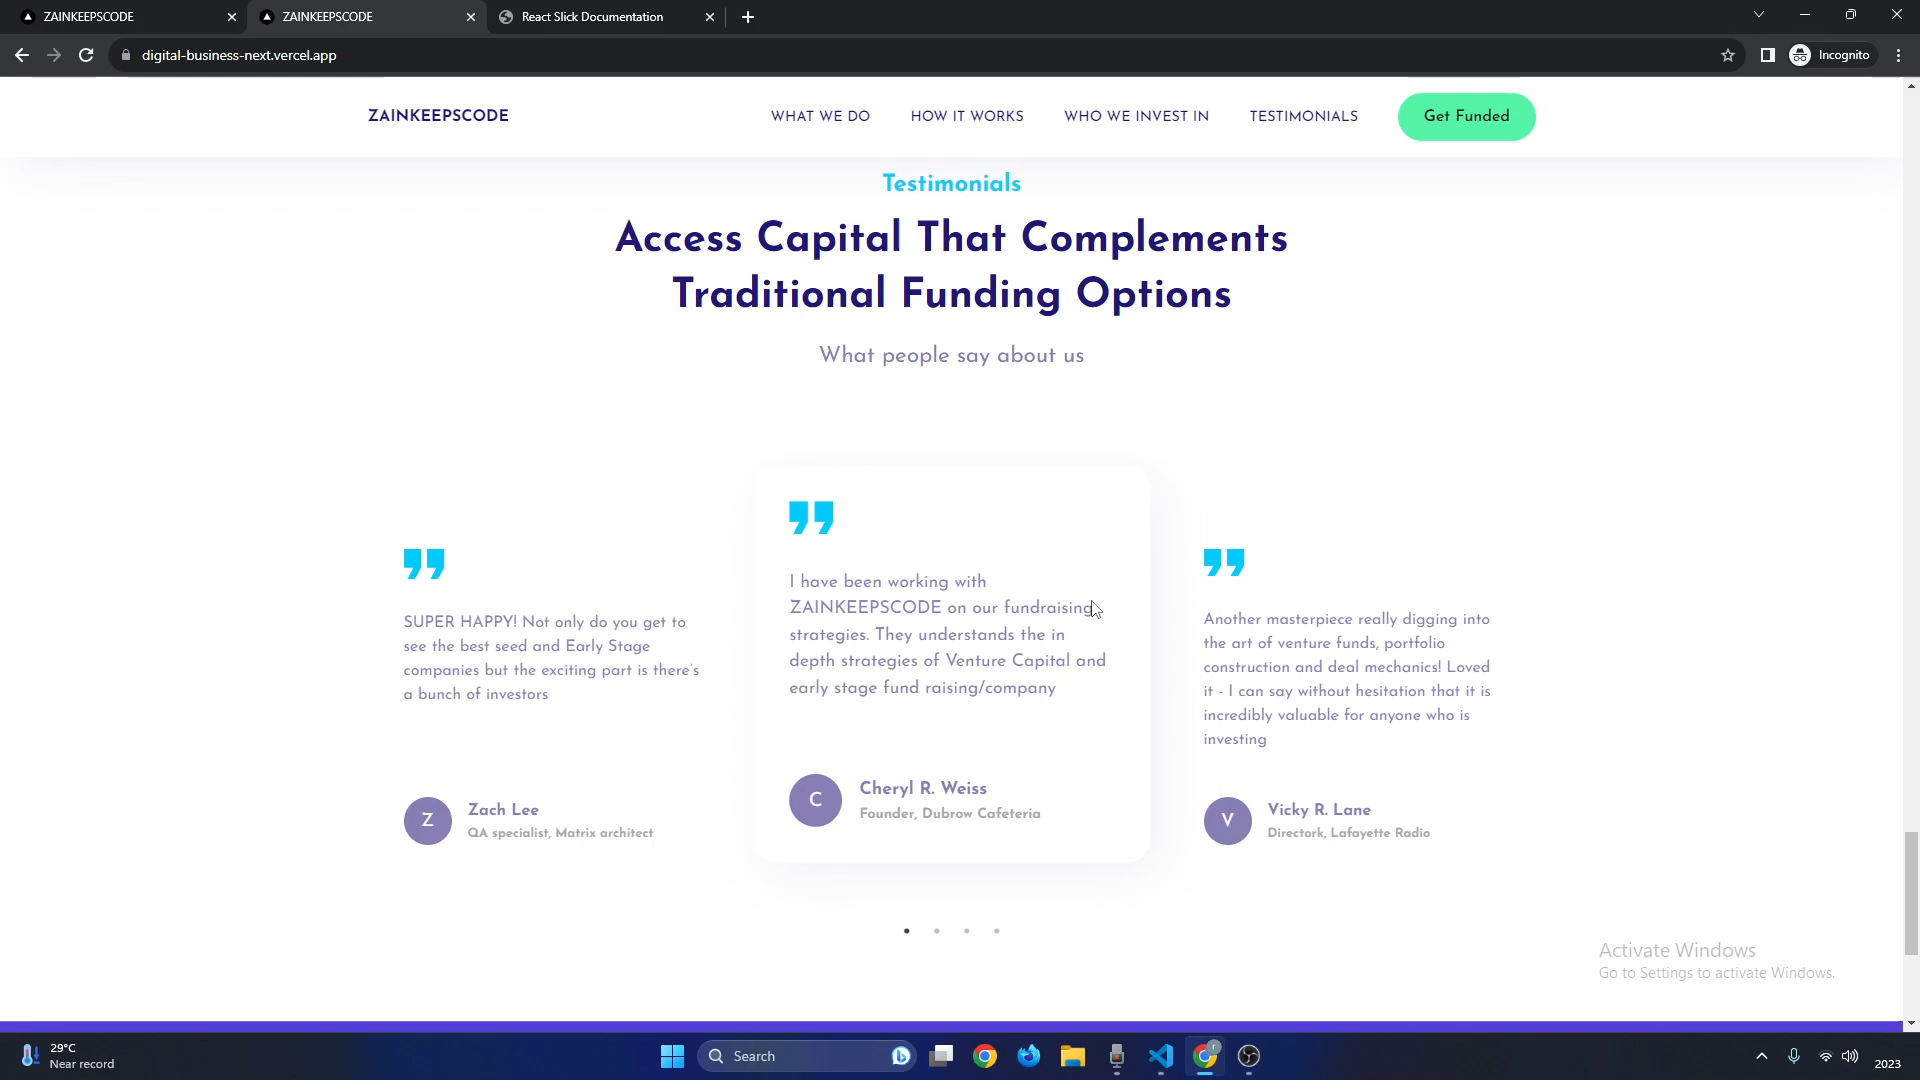 ZAINKEEPSCODE
ZAINKEEPSCODE
React Slick Documentation
digital-business-next.vercel.app
Incognito
ZAINKEEPSCODE
WHAT WE DO
HOW IT WORKS
WHO WE INVEST IN
TESTIMONIALS
Get Funded
Testimonials
Access Capital That Complements
Traditional Funding Options
What people say about us
SUPER HAPPY! Not only do you get to
see the best seed and Early Stage
companies but the exciting part is there's
a bunch of investors
Z
Zach Lee
QA specialist, Matrix architect
I have been working with
ZAINKEEPSCODE on our fundraising
strategies. They understands the in
depth strategies of Venture Capital and
early stage fund raising/company
C
Cheryl R. Weiss
Founder, Dubrow Cafeteria
Another masterpiece really digging into
the art of venture funds, portfolio
construction and deal mechanics! Loved
it - I can say without hesitation that it is
incredibly valuable for anyone who is
investing
V
Vicky R. Lane
Directork, Lafayette Radio
Activate Windows
Go to Settings to activate Windows.
29°C
Near record
Search
2023